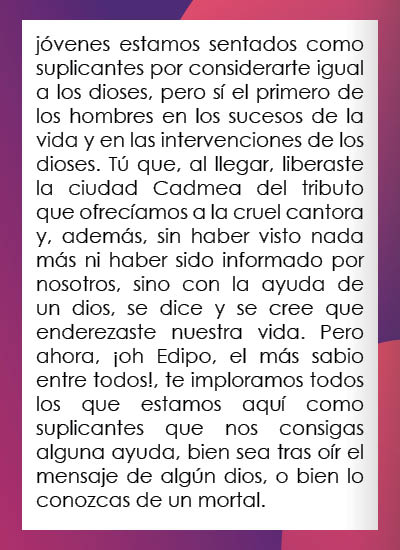 jóvenes estamos sentados como
suplicantes por considerarte igual
a los dioses, pero sí el primero de
los hombres en los sucesos de la
vida y en las intervenciones de los
dioses. Tú que, al llegar, liberaste
la ciudad Cadmea del tributo
que ofrecíamos a la cruel cantora
y, además, sin haber visto nada
más ni haber sido informado por
nosotros, sino con la ayuda de
un dios, se dice y se cree que
enderezaste nuestra vida. Pero
ahora, ¡oh Edipo, el más sabio
entre todos!, te imploramos todos
los que estamos aquí como
suplicantes que nos consigas
alguna ayuda, bien sea tras oír el
mensaje de algún dios, o bien lo
conozcas de un mortal.